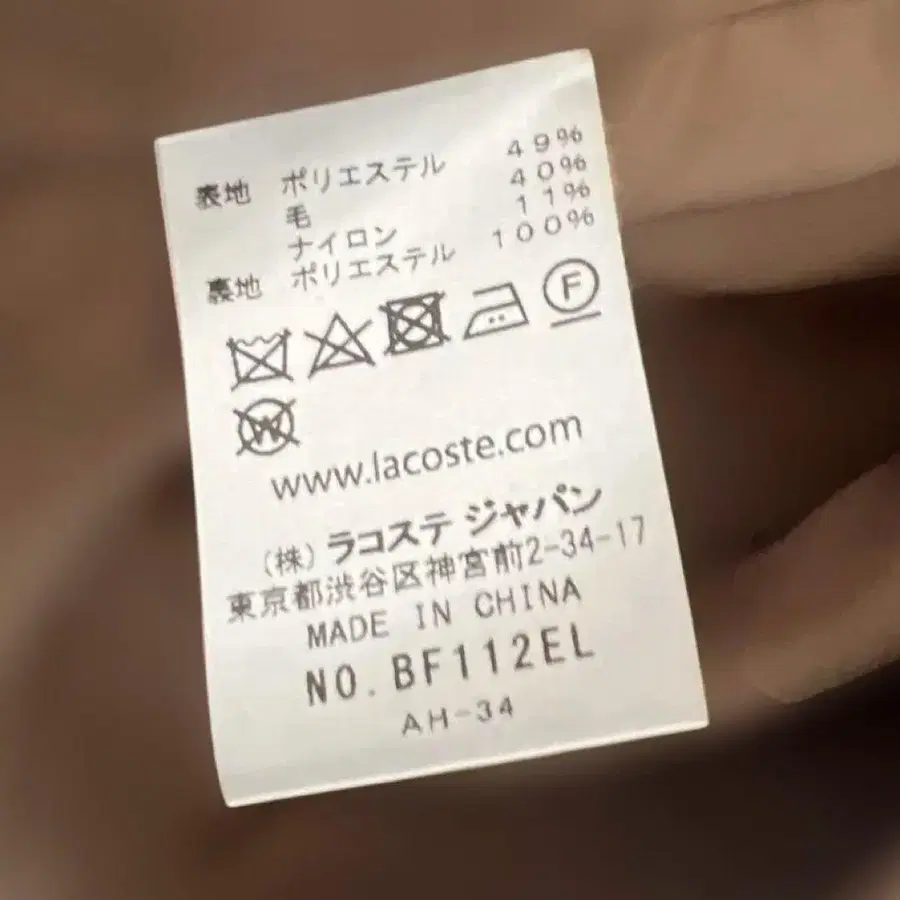 表地 ポリエステル 49%
毛 40%
ナイロン 11%
裏地 ポリエステル 100%
F
W
www.lacoste.com
(株) ラコステ ジャパン
東京都渋谷区神宮前2-34-17
MADE IN CHINA
NO. BF112EL
AH-34